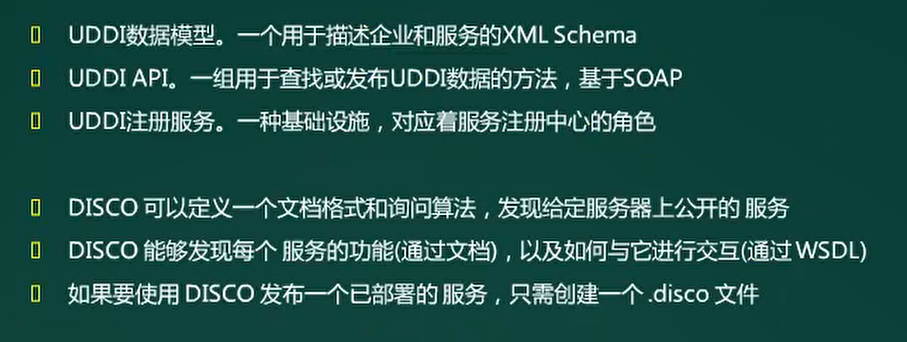 UDDI数据模型。一个用于描述企业和服务的XML Schema
UDDI API。一组用于查找或发布UDDI数据的方法，基于SOAP
UDDI注册服务。一种基础设施，对应着服务注册中心的角色
DISCO 可以定义一个文档格式和询问算法，发现给定服务器上公开的 服务
DISCO 能够发现每个 服务的功能(通过文档)，以及如何与它进行交互(通过 WSDL)
如果要使用 DISCO 发布一个已部署的 服务，只需创建一个 .disco 文件